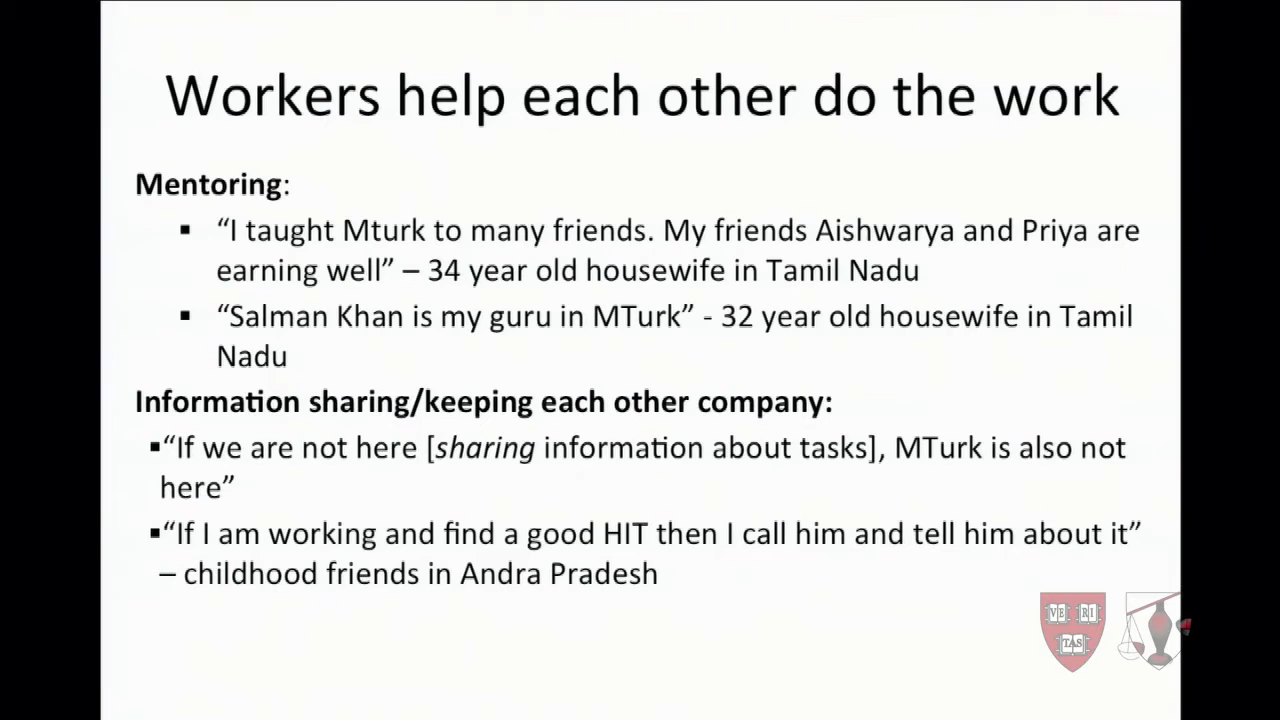 Workers help each other do the work
Mentoring:
▪ “I taught Mturk to many friends. My friends Aishwarya and Priya are
earning well” – 34 year old housewife in Tamil Nadu
▪ “Salman Khan is my guru in MTurk” - 32 year old housewife in Tamil
Nadu
Information sharing/keeping each other company:
▪“If we are not here [sharing information about tasks], MTurk is also not
here”
▪“If I am working and find a good HIT then I call him and tell him about it”
– childhood friends in Andra Pradesh
VE RI
TAS